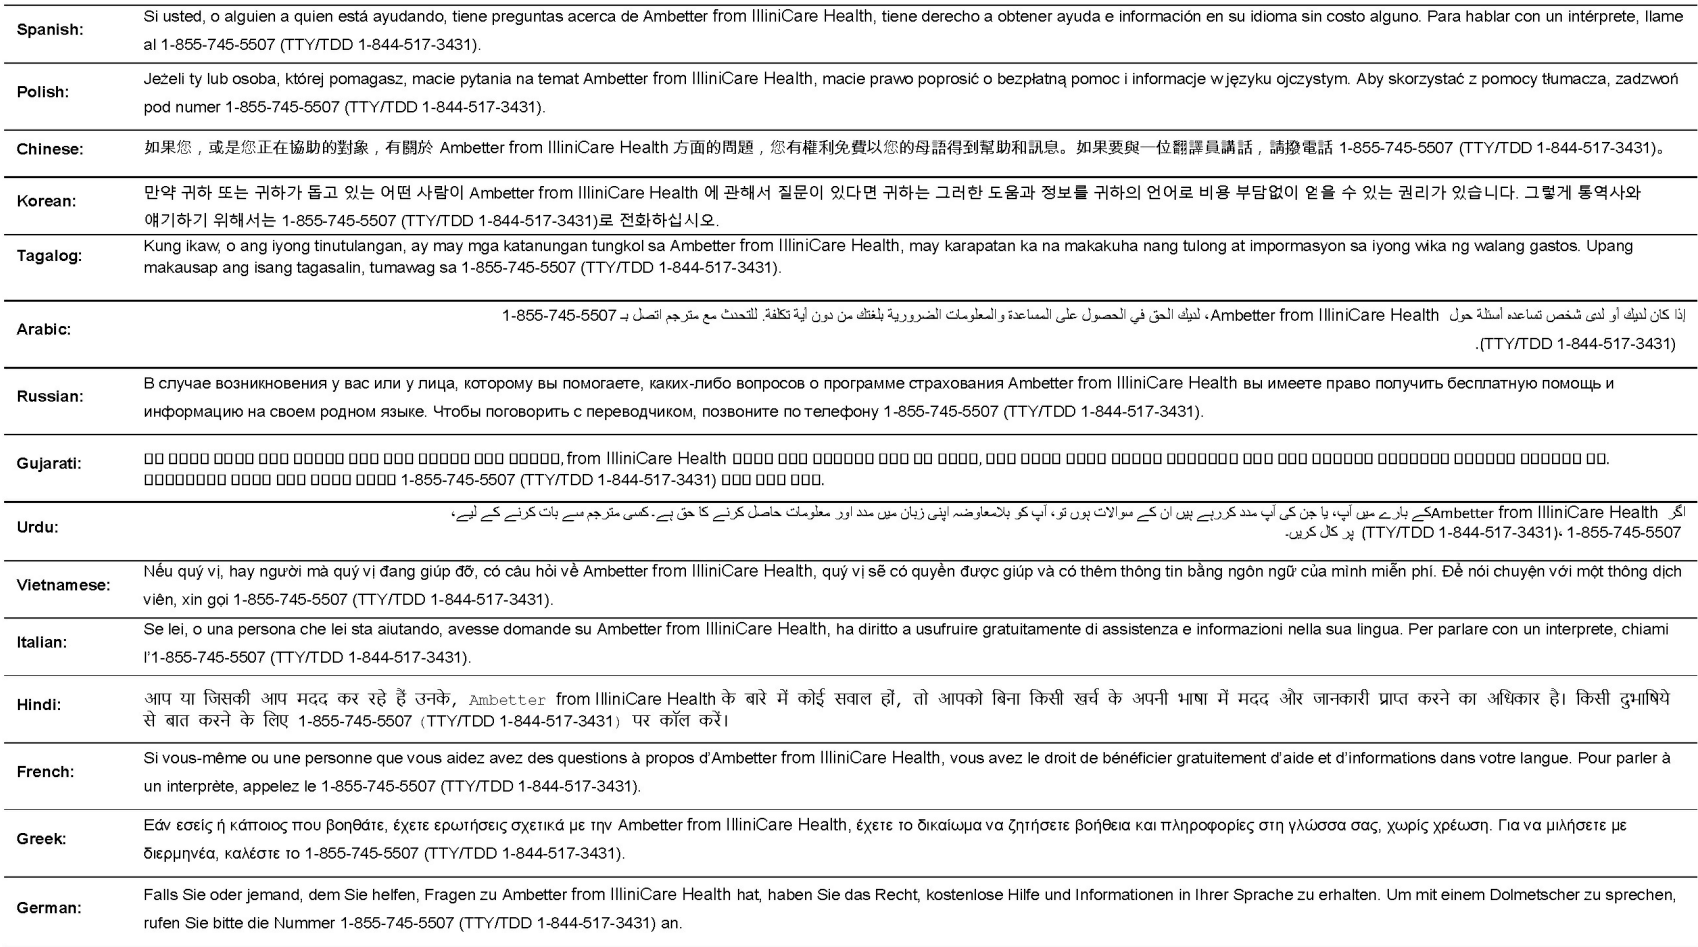 Spanish:
Si usted, o alguien a quien está ayudando, tiene preguntas acerca de Ambetter from IlliniCare Health, tiene derecho a obtener ayuda e información en su idioma sin costo alguno. Para hablar con un intérprete, llame
al 1-855-745-5507 (TTY/TDD 1-844-517-3431).
Polish:
Jeżeli ty lub osoba, której pomagasz, macie pytania na temat Ambetter from IlliniCare Health, macie prawo poprosić o bezpłatną pomoc i informacje w języku ojczystym. Aby skorzystać z pomocy tłumacza, zadzwoń
pod numer 1-855-745-5507 (TTY/TDD 1-844-517-3431).
Chinese:
如果您，或是您正在協助的對象，有關於 Ambetter from IlliniCare Health 方面的問題，您有權利免費以您的母語得到幫助和訊息。如果要與一位翻譯員講話，請撥電話 1-855-745-5507 (TTY/TDD 1-844-517-3431)。
Korean:
만약 귀하 또는 귀하가 돕고 있는 어떤 사람이 Ambetter from IlliniCare Health 에 관해서 질문이 있다면 귀하는 그러한 도움과 정보를 귀하의 언어로 비용 부담없이 얻을 수 있는 권리가 있습니다. 그렇게 통역사와
얘기하기 위해서는 1-855-745-5507 (TTY/TDD 1-844-517-3431)로 전화하십시오.
Tagalog:
Kung ikaw, o ang iyong tinutulangan, ay may mga katanungan tungkol sa Ambetter from IlliniCare Health, may karapatan ka na makakuha nang tulong at impormasyon sa iyong wika ng walang gastos. Upang
makausap ang isang tagasalin, tumawag sa 1-855-745-5507 (TTY/TDD 1-844-517-3431).
Arabic:
إذا كان لديك أو لدى شخص تساعده أسئلة حول Ambetter from IlliniCare Health، لديك الحق في الحصول على المساعدة والمعلومات الضرورية بلغتك من دون أية تكلفة. للتحدث مع مترجم اتصل بـ 1-855-745-5507
(TTY/TDD 1-844-517-3431).
Russian:
В случае возникновения у вас или у лица, которому вы помогаете, каких-либо вопросов о программе страхования Ambetter from IlliniCare Health вы имеете право получить бесплатную помощь и
информацию на своем родном языке. Чтобы поговорить с переводчиком, позвоните по телефону 1-855-745-5507 (TTY/TDD 1-844-517-3431).
Gujarati:
from IlliniCare Health
1-855-745-5507 (TTY/TDD 1-844-517-3431)
Urdu:
اگر Ambetter from IlliniCare Health کے بارے میں آپ، یا جن کی آپ مدد کررہے ہیں ان کے سوالات ہوں تو، آپ کو بلامعاوضہ اپنی زبان میں مدد اور معلومات حاصل کرنے کا حق ہے۔ کسی مترجم سے بات کرنے کے لیے،
1-855-745-5507 ،(TTY/TDD 1-844-517-3431) پر کال کریں۔
Vietnamese:
Nếu quý vị, hay người mà quý vị đang giúp đỡ, có câu hỏi về Ambetter from IlliniCare Health, quý vị sẽ có quyền được giúp và có thêm thông tin bằng ngôn ngữ của mình miễn phí. Để nói chuyện với một thông dịch
viên, xin gọi 1-855-745-5507 (TTY/TDD 1-844-517-3431).
Italian:
Se lei, o una persona che lei sta aiutando, avesse domande su Ambetter from IlliniCare Health, ha diritto a usufruire gratuitamente di assistenza e informazioni nella sua lingua. Per parlare con un interprete, chiami
l'1-855-745-5507 (TTY/TDD 1-844-517-3431).
Hindi:
आप या जिसकी आप मदद कर रहे हैं उनके, Ambetter from IlliniCare Health के बारे में कोई सवाल हों, तो आपको बिना किसी खर्च के अपनी भाषा में मदद और जानकारी प्राप्त करने का अधिकार है। किसी दुभाषिये
से बात करने के लिए 1-855-745-5507 (TTY/TDD 1-844-517-3431) पर कॉल करें।
French:
Si vous-même ou une personne que vous aidez avez des questions à propos d'Ambetter from IlliniCare Health, vous avez le droit de bénéficier gratuitement d'aide et d'informations dans votre langue. Pour parler à
un interprète, appelez le 1-855-745-5507 (TTY/TDD 1-844-517-3431).
Greek:
Εάν εσείς ή κάποιος που βοηθάτε, έχετε ερωτήσεις σχετικά με την Ambetter from IlliniCare Health, έχετε το δικαίωμα να ζητήσετε βοήθεια και πληροφορίες στη γλώσσα σας, χωρίς χρέωση. Για να μιλήσετε με
διερμηνέα, καλέστε το 1-855-745-5507 (TTY/TDD 1-844-517-3431).
German:
Falls Sie oder jemand, dem Sie helfen, Fragen zu Ambetter from IlliniCare Health hat, haben Sie das Recht, kostenlose Hilfe und Informationen in Ihrer Sprache zu erhalten. Um mit einem Dolmetscher zu sprechen,
rufen Sie bitte die Nummer 1-855-745-5507 (TTY/TDD 1-844-517-3431) an.